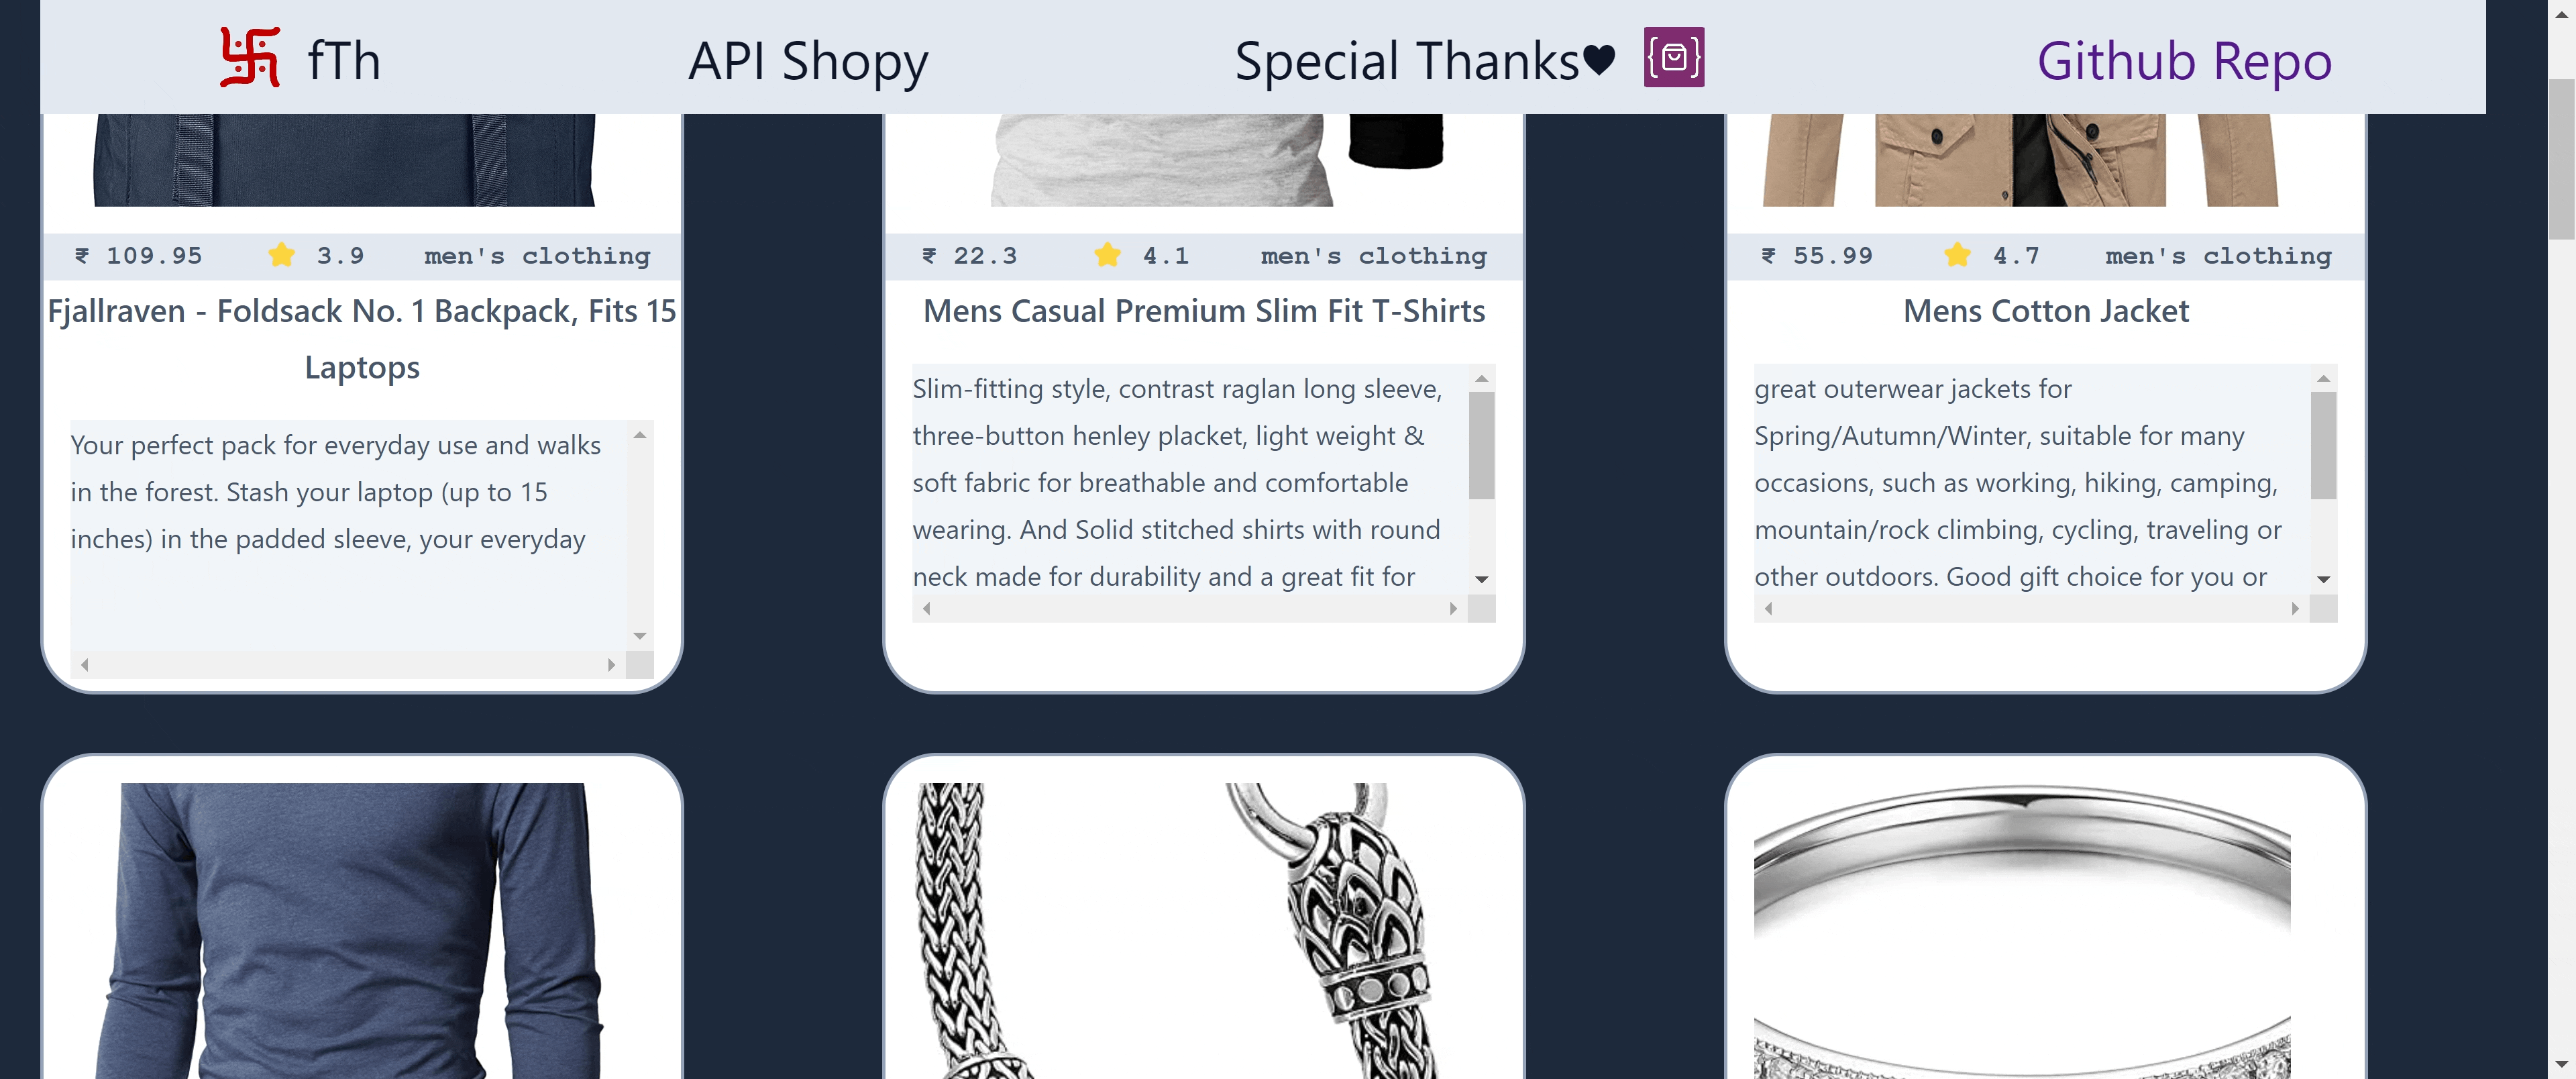 卐 fTh
API Shopy
Special Thanks♥
Github Repo
₹ 109.95 3.9 men's clothing
Fjallraven - Foldsack No. 1 Backpack, Fits 15
Laptops
Your perfect pack for everyday use and walks
in the forest. Stash your laptop (up to 15
inches) in the padded sleeve, your everyday
₹ 22.3 4.1 men's clothing
Mens Casual Premium Slim Fit T-Shirts
Slim-fitting style, contrast raglan long sleeve,
three-button henley placket, light weight &
soft fabric for breathable and comfortable
wearing. And Solid stitched shirts with round
neck made for durability and a great fit for
₹ 55.99 4.7 men's clothing
Mens Cotton Jacket
great outerwear jackets for
Spring/Autumn/Winter, suitable for many
occasions, such as working, hiking, camping,
mountain/rock climbing, cycling, traveling or
other outdoors. Good gift choice for you or